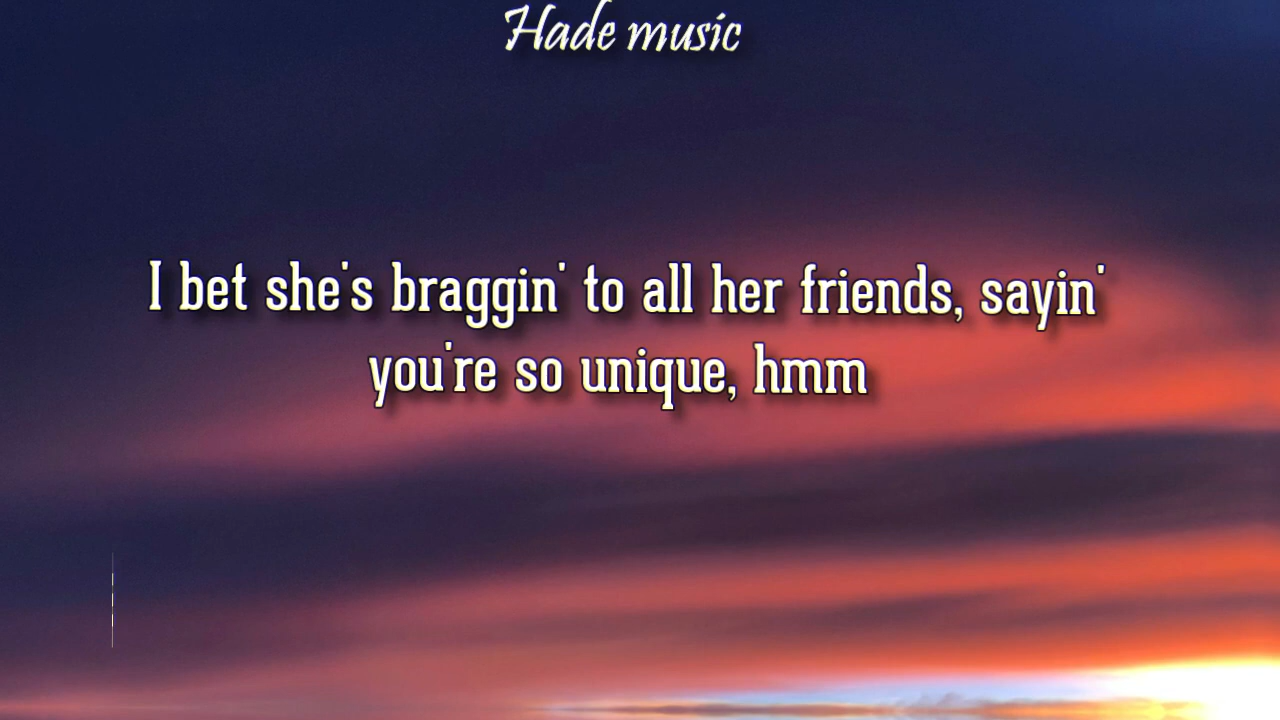 Hade music
I bet she's braggin' to all her friends, sayin'
you're so unique, hmm